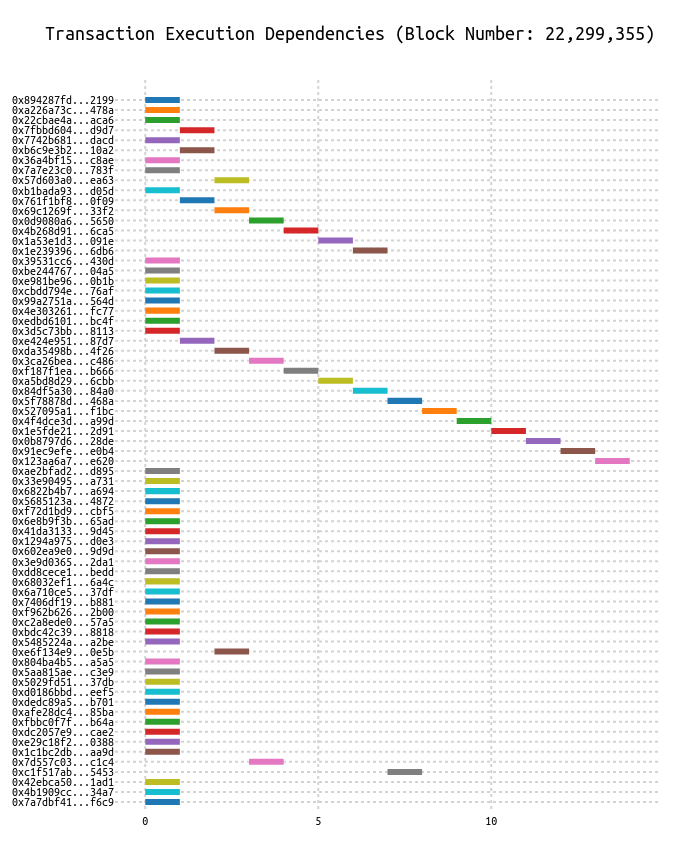 Transaction Execution Dependencies (Block Number: 22,299,355)
0x894287fd...2199
0xa226a73c...478a
0x22cbae4a...aca6
0x7fbbd604...d9d7
0x7742b681...dacd
0xb6c9e3b2...10a2
0x36a4bf15...c8ae
0x7a7e23c0...783f
0x57d603a0...ea63
0xb1bada93...d05d
0x761f1bf8...0f09
0x69c1269f...33f2
0x0d9080a6...5650
0x4b268d91...6ca5
0x1a53e1d3...091e
0x1e239396...6db6
0x39531cc6...430d
0xbe244767...04a5
0xe981be96...0b1b
0xcbdd794e...76af
0x99a2751a...564d
0x4e303261...fc77
0xedbd6101...bc4f
0x3d5c73bb...8113
0xe424e951...87d7
0xda35498b...4f26
0x3ca26bea...c486
0xf187f1ea...b666
0xa5bd8d29...6cbb
0x84df5a30...84a0
0x5f78878d...468a
0x527095a1...f1bc
0x4f4dce3d...a99d
0x1e5fde21...2d91
0x0b8797d6...28de
0x91ec9efe...e0b4
0x123aa6a7...e620
0xae2bfad2...d895
0x33e90495...a731
0x6822b4b7...a694
0x5685123a...4872
0xf72d1bd9...cbf5
0x6e8b9f3b...65ad
0x41da3133...9d45
0x1294a975...d0e3
0x602ea9e0...9d9d
0x3e9d0365...2da1
0xdd8cece1...bedd
0x68032ef1...6a4c
0x6a710ce5...37df
0x7406df19...b881
0xf962b626...2b00
0xc2a8ede0...57a5
0xbdc42c39...8818
0x5485224a...a2be
0xe6f134e9...0e5b
0x804ba4b5...a5a5
0x5aa815ae...c3e9
0x5029fd51...37db
0xd0186bbd...eef5
0xdedc89a5...b701
0xafe28dc4...85ba
0xfbbc0f7f...b64a
0xdc2057e9...cae2
0xe29c18f2...0388
0x1c1bc2db...aa9d
0x7d557c03...c1c4
0xc1f517ab...5453
0x42ebca50...1ad1
0x4b1909cc...34a7
0x7a7dbf41...f6c9
0 5 10